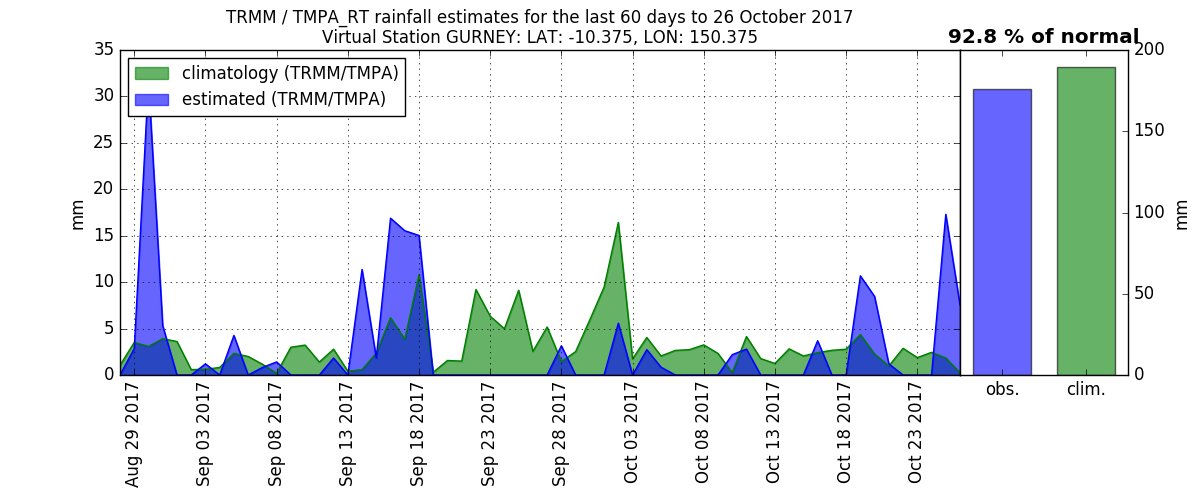 TRMM / TMPA_RT rainfall estimates for the last 60 days to 26 October 2017
Virtual Station GURNEY: LAT: -10.375, LON: 150.375
92.8 % of normal
climatology (TRMM/TMPA)
estimated (TRMM/TMPA)
35
30
25
20
15
10
5
0
mm
Aug 29 2017
Sep 03 2017
Sep 08 2017
Sep 13 2017
Sep 18 2017
Sep 23 2017
Sep 28 2017
Oct 03 2017
Oct 08 2017
Oct 13 2017
Oct 18 2017
Oct 23 2017
obs.
clim.
200
150
100
50
0
mm